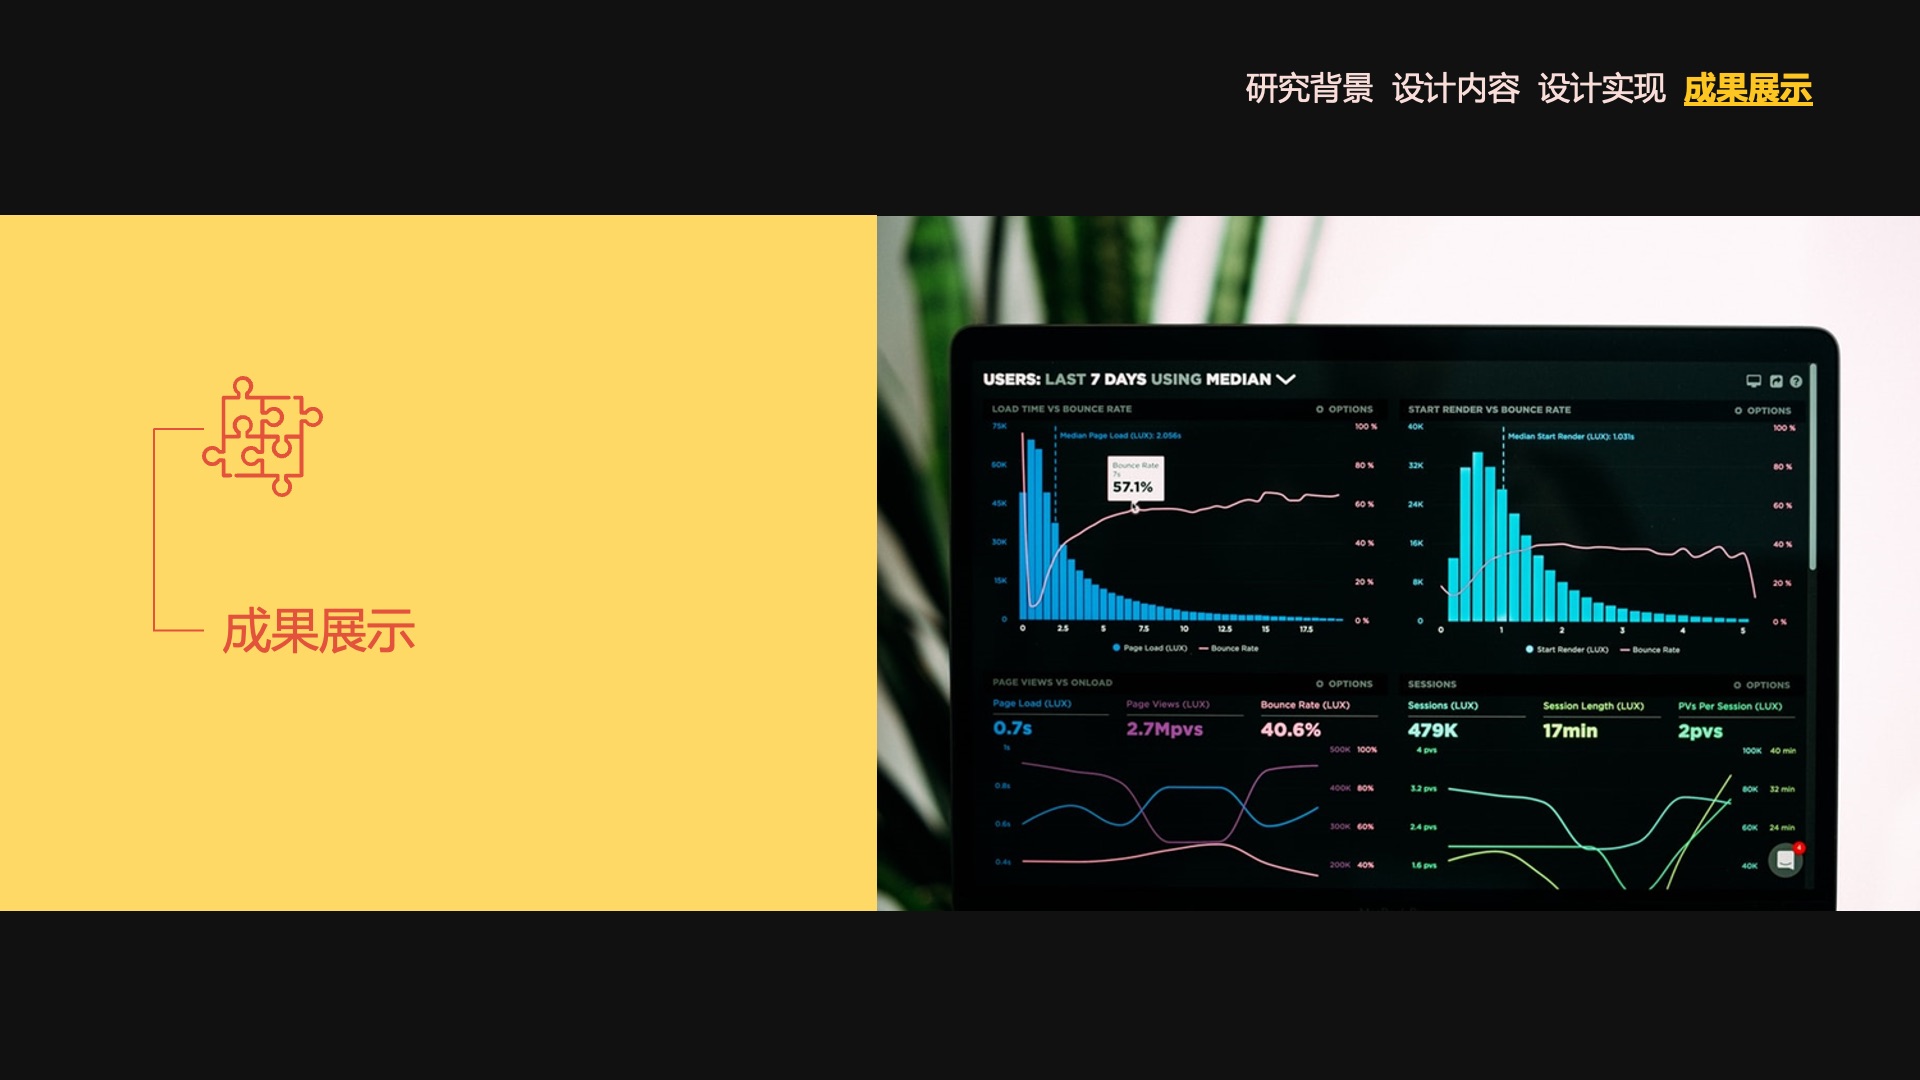 研究背景 设计内容 设计实现 成果展示
成果展示
USERS: LAST 7 DAYS USING MEDIAN
LOAD TIME VS BOUNCE RATE
OPTIONS
75K
60K
45K
30K
15K
0
Median Page Load (LUX): 2.056s
Bounce Rate
7s
57.1%
100 %
80 %
60 %
40 %
20 %
0 %
0 2.5 5 7.5 10 12.5 15 17.5
Page Load (LUX) Bounce Rate
START RENDER VS BOUNCE RATE
OPTIONS
40K
32K
24K
16K
8K
0
Median Start Render (LUX): 1.031s
100 %
80 %
60 %
40 %
20 %
0 %
0 1 2 3 4 5
Start Render (LUX) Bounce Rate
PAGE VIEWS VS ONLOAD
OPTIONS
Page Load (LUX) Page Views (LUX) Bounce Rate (LUX)
0.7s 2.7Mpvs 40.6%
1s 500K 100%
0.8s 400K 80%
0.6s 300K 60%
0.4s 200K 40%
SESSIONS
OPTIONS
Sessions (LUX) Session Length (LUX) PVs Per Session (LUX)
479K 17min 2pvs
4 pvs 100K 40 min
3.2 pvs 80K 32 min
2.4 pvs 60K 24 min
1.6 pvs 40K
4